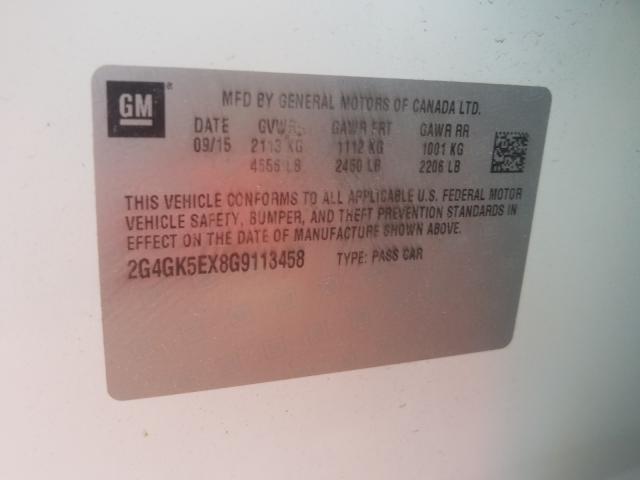 GM® MFD BY GENERAL MOTORS OF CANADA LTD.
DATE GVWR GAWR FRT GAWR RR
09/15 2113 KG 1112 KG 1001 KG
LB 2450 LB 2206 LB
THIS VEHICLE CONFORMS TO ALL APPLICABLE U.S. FEDERAL MOTOR
VEHICLE SAFETY, BUMPER, AND THEFT PREVENTION STANDARDS IN
EFFECT ON THE DATE OF MANUFACTURE SHOWN ABOVE.
2G4GK5EX8G9113458 TYPE: PASS CAR